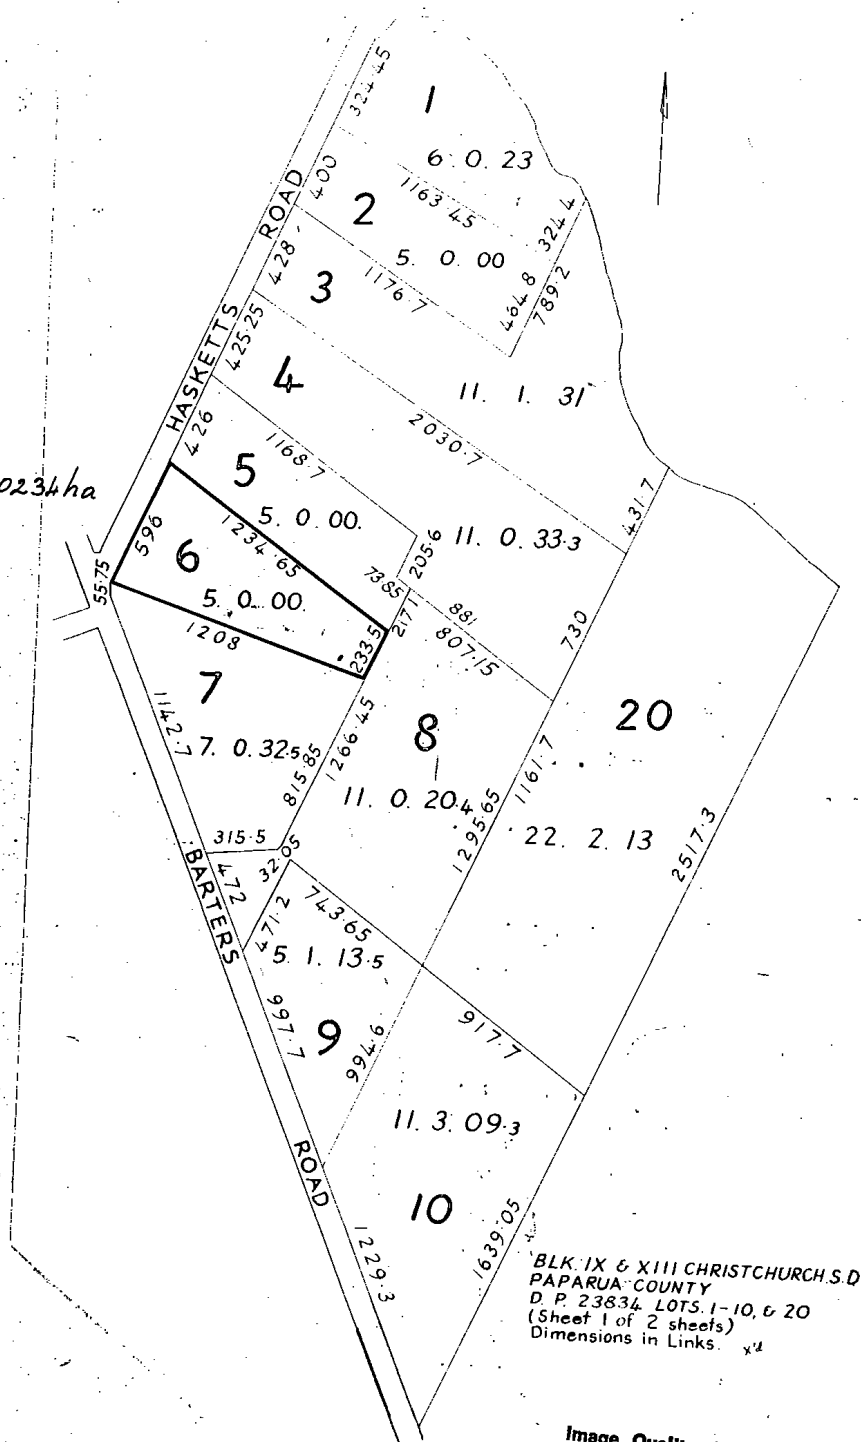 324.45
1
6. 0. 23
400
1163.45
ROAD
2
324.4
5. 0. 00
428
464.8
789.2
3
1176.7
HASKETTS
425.25
4
11. 1. 31
2030.7
426
1168.7
5
431.7
0234ha
5. 0. 00.
596
1234.65
205.6
11. 0. 33.3
6
73.85
55.75
5. 0. 00.
217.1
881
807.15
730
1208
233.5
7
20
1142.7
1266.45
8
7. 0. 32.5
815.85
1161.7
11. 0. 20.4
1295.65
22. 2. 13
2517.3
315.5
32.05
BARTERS
472
471.2
743.65
5. 1. 13.5
997.7
9
994.6
917.7
11. 3. 09.3
ROAD
10
1229.3
1639.05
BLK. IX & XIII CHRISTCHURCH S.D
PAPARUA COUNTY
D. P. 23834 LOTS. 1-10, & 20
(Sheet 1 of 2 sheets)
Dimensions in Links. x'd